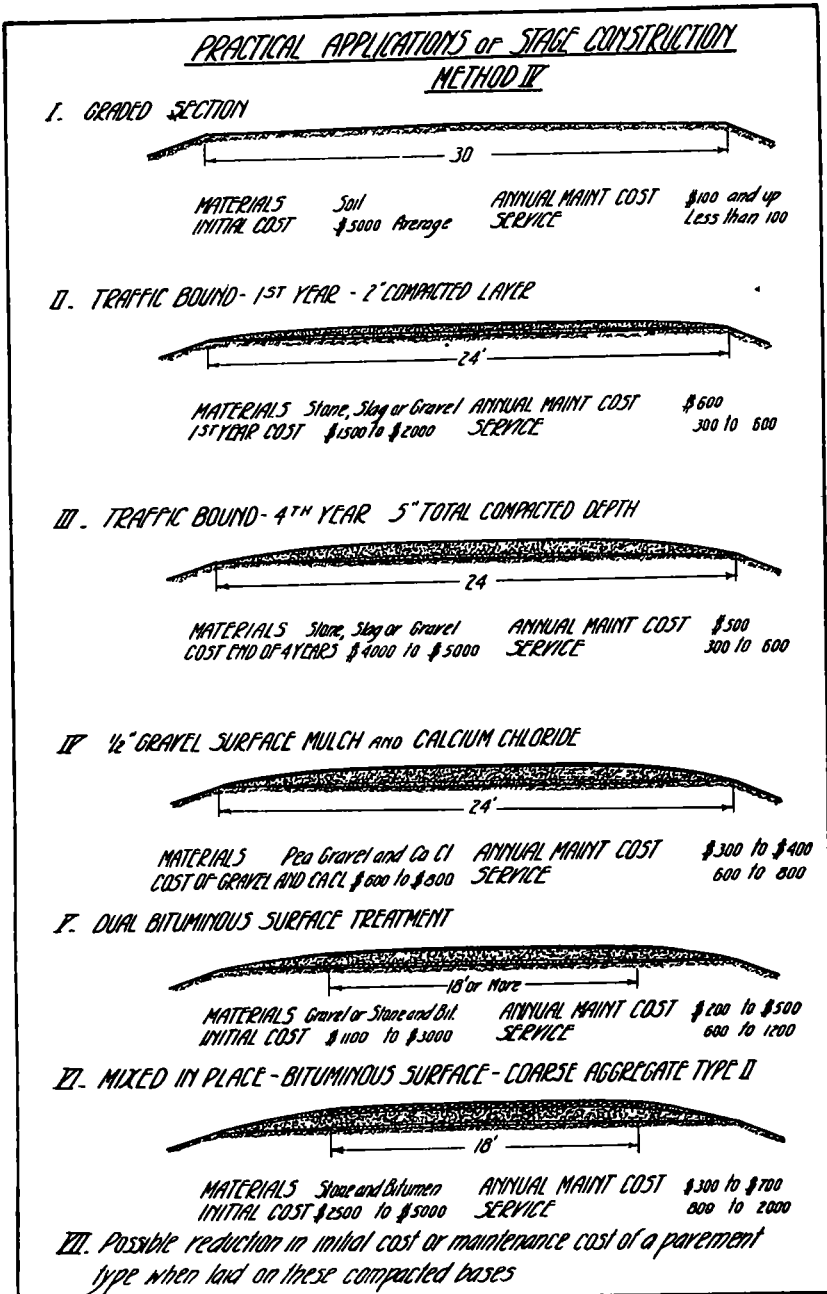 PRACTICAL APPLICATIONS OF STAGE CONSTRUCTION
METHOD IV
I. GRADED SECTION
30
MATERIALS Soil ANNUAL MAINT COST $100 and up
INITIAL COST $5000 Average SERVICE Less than 100
II. TRAFFIC BOUND - 1ST YEAR - 2" COMPACTED LAYER
24'
MATERIALS Stone, Slag or Gravel ANNUAL MAINT COST $600
1ST YEAR COST $1500 to $2000 SERVICE 300 to 600
III. TRAFFIC BOUND - 4TH YEAR 5" TOTAL COMPACTED DEPTH
24
MATERIALS Stone, Slag or Gravel ANNUAL MAINT COST $500
COST END OF 4 YEARS $4000 to $5000 SERVICE 300 to 600
IV 1/2" GRAVEL SURFACE MULCH AND CALCIUM CHLORIDE
24'
MATERIALS Pea Gravel and Ca Cl ANNUAL MAINT COST $300 to $400
COST OF GRAVEL AND CACL $600 to $800 SERVICE 600 to 800
V. DUAL BITUMINOUS SURFACE TREATMENT
18' or More
MATERIALS Gravel or Stone and Bit. ANNUAL MAINT COST $200 to $500
INITIAL COST $1100 to $3000 SERVICE 600 to 1200
VI. MIXED IN PLACE - BITUMINOUS SURFACE - COARSE AGGREGATE TYPE II
18'
MATERIALS Stone and Bitumen ANNUAL MAINT COST $300 to $700
INITIAL COST $2500 to $5000 SERVICE 800 to 2000
VII. Possible reduction in initial cost or maintenance cost of a pavement
type when laid on these compacted bases